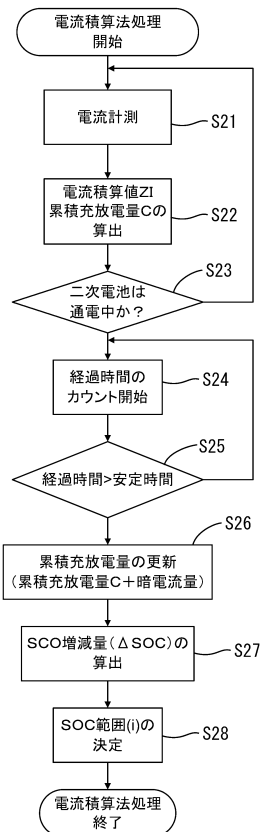 電流積算法処理
開始
電流計測
S21
電流積算値ZI
累積充放電量Cの
算出
S22
二次電池は
通電中か?
S23
経過時間の
カウント開始
S24
経過時間>安定時間
S25
累積充放電量の更新
(累積充放電量C+暗電流量)
S26
SCO増減量(ΔSOC)の
算出
S27
SOC範囲(i)の
決定
S28
電流積算法処理
終了